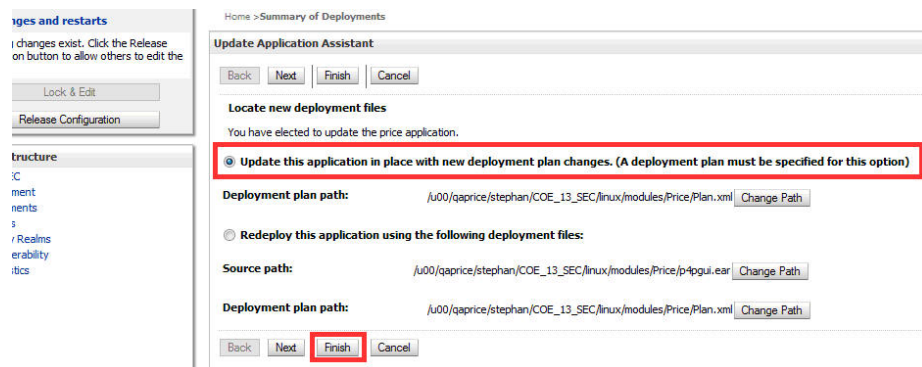 Home >Summary of Deployments
nges and restarts
changes exist. Click the Release
on button to allow others to edit the
Lock & Edit
Release Configuration
tructure
EC
ment
ments
s
y Realms
erability
stics
Update Application Assistant
Back Next Finish Cancel
Locate new deployment files
You have elected to update the price application.
Update this application in place with new deployment plan changes. (A deployment plan must be specified for this option)
Deployment plan path: /u00/qaprice/stephan/COE_13_SEC/linux/modules/Price/Plan.xml Change Path
Redeploy this application using the following deployment files:
Source path: /u00/qaprice/stephan/COE_13_SEC/linux/modules/Price/p4pgui.ear Change Path
Deployment plan path: /u00/qaprice/stephan/COE_13_SEC/linux/modules/Price/Plan.xml Change Path
Back Next Finish Cancel